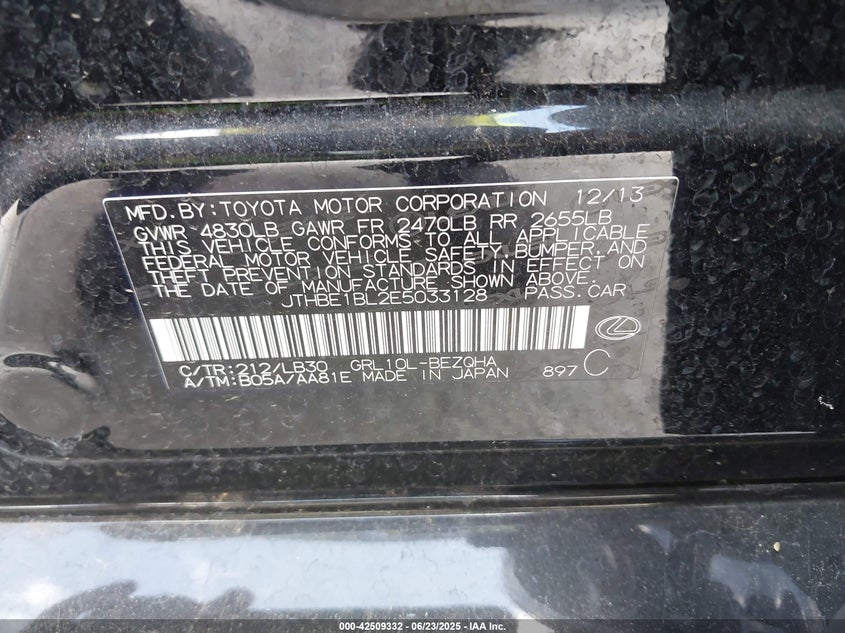 MFD.BY:TOYOTA MOTOR CORPORATION 12/13
GVWR 4830LB GAWR FR 2470LB RR 2655LB
THIS VEHICLE CONFORMS TO ALL APPLICABLE
FEDERAL MOTOR VEHICLE SAFETY,BUMPER,AND
THEFT PREVENTION STANDARDS IN EFFECT ON
THE DATE OF MANUFACTURE SHOWN ABOVE.
JTHBE1BL2E5033128 PASS.CAR
C/TR:212/LB30 GRL10L-BEZQHA
A/TM:B05A/AA81E MADE IN JAPAN 897 C
000-42509332 - 06/23/2025 - IAA Inc.